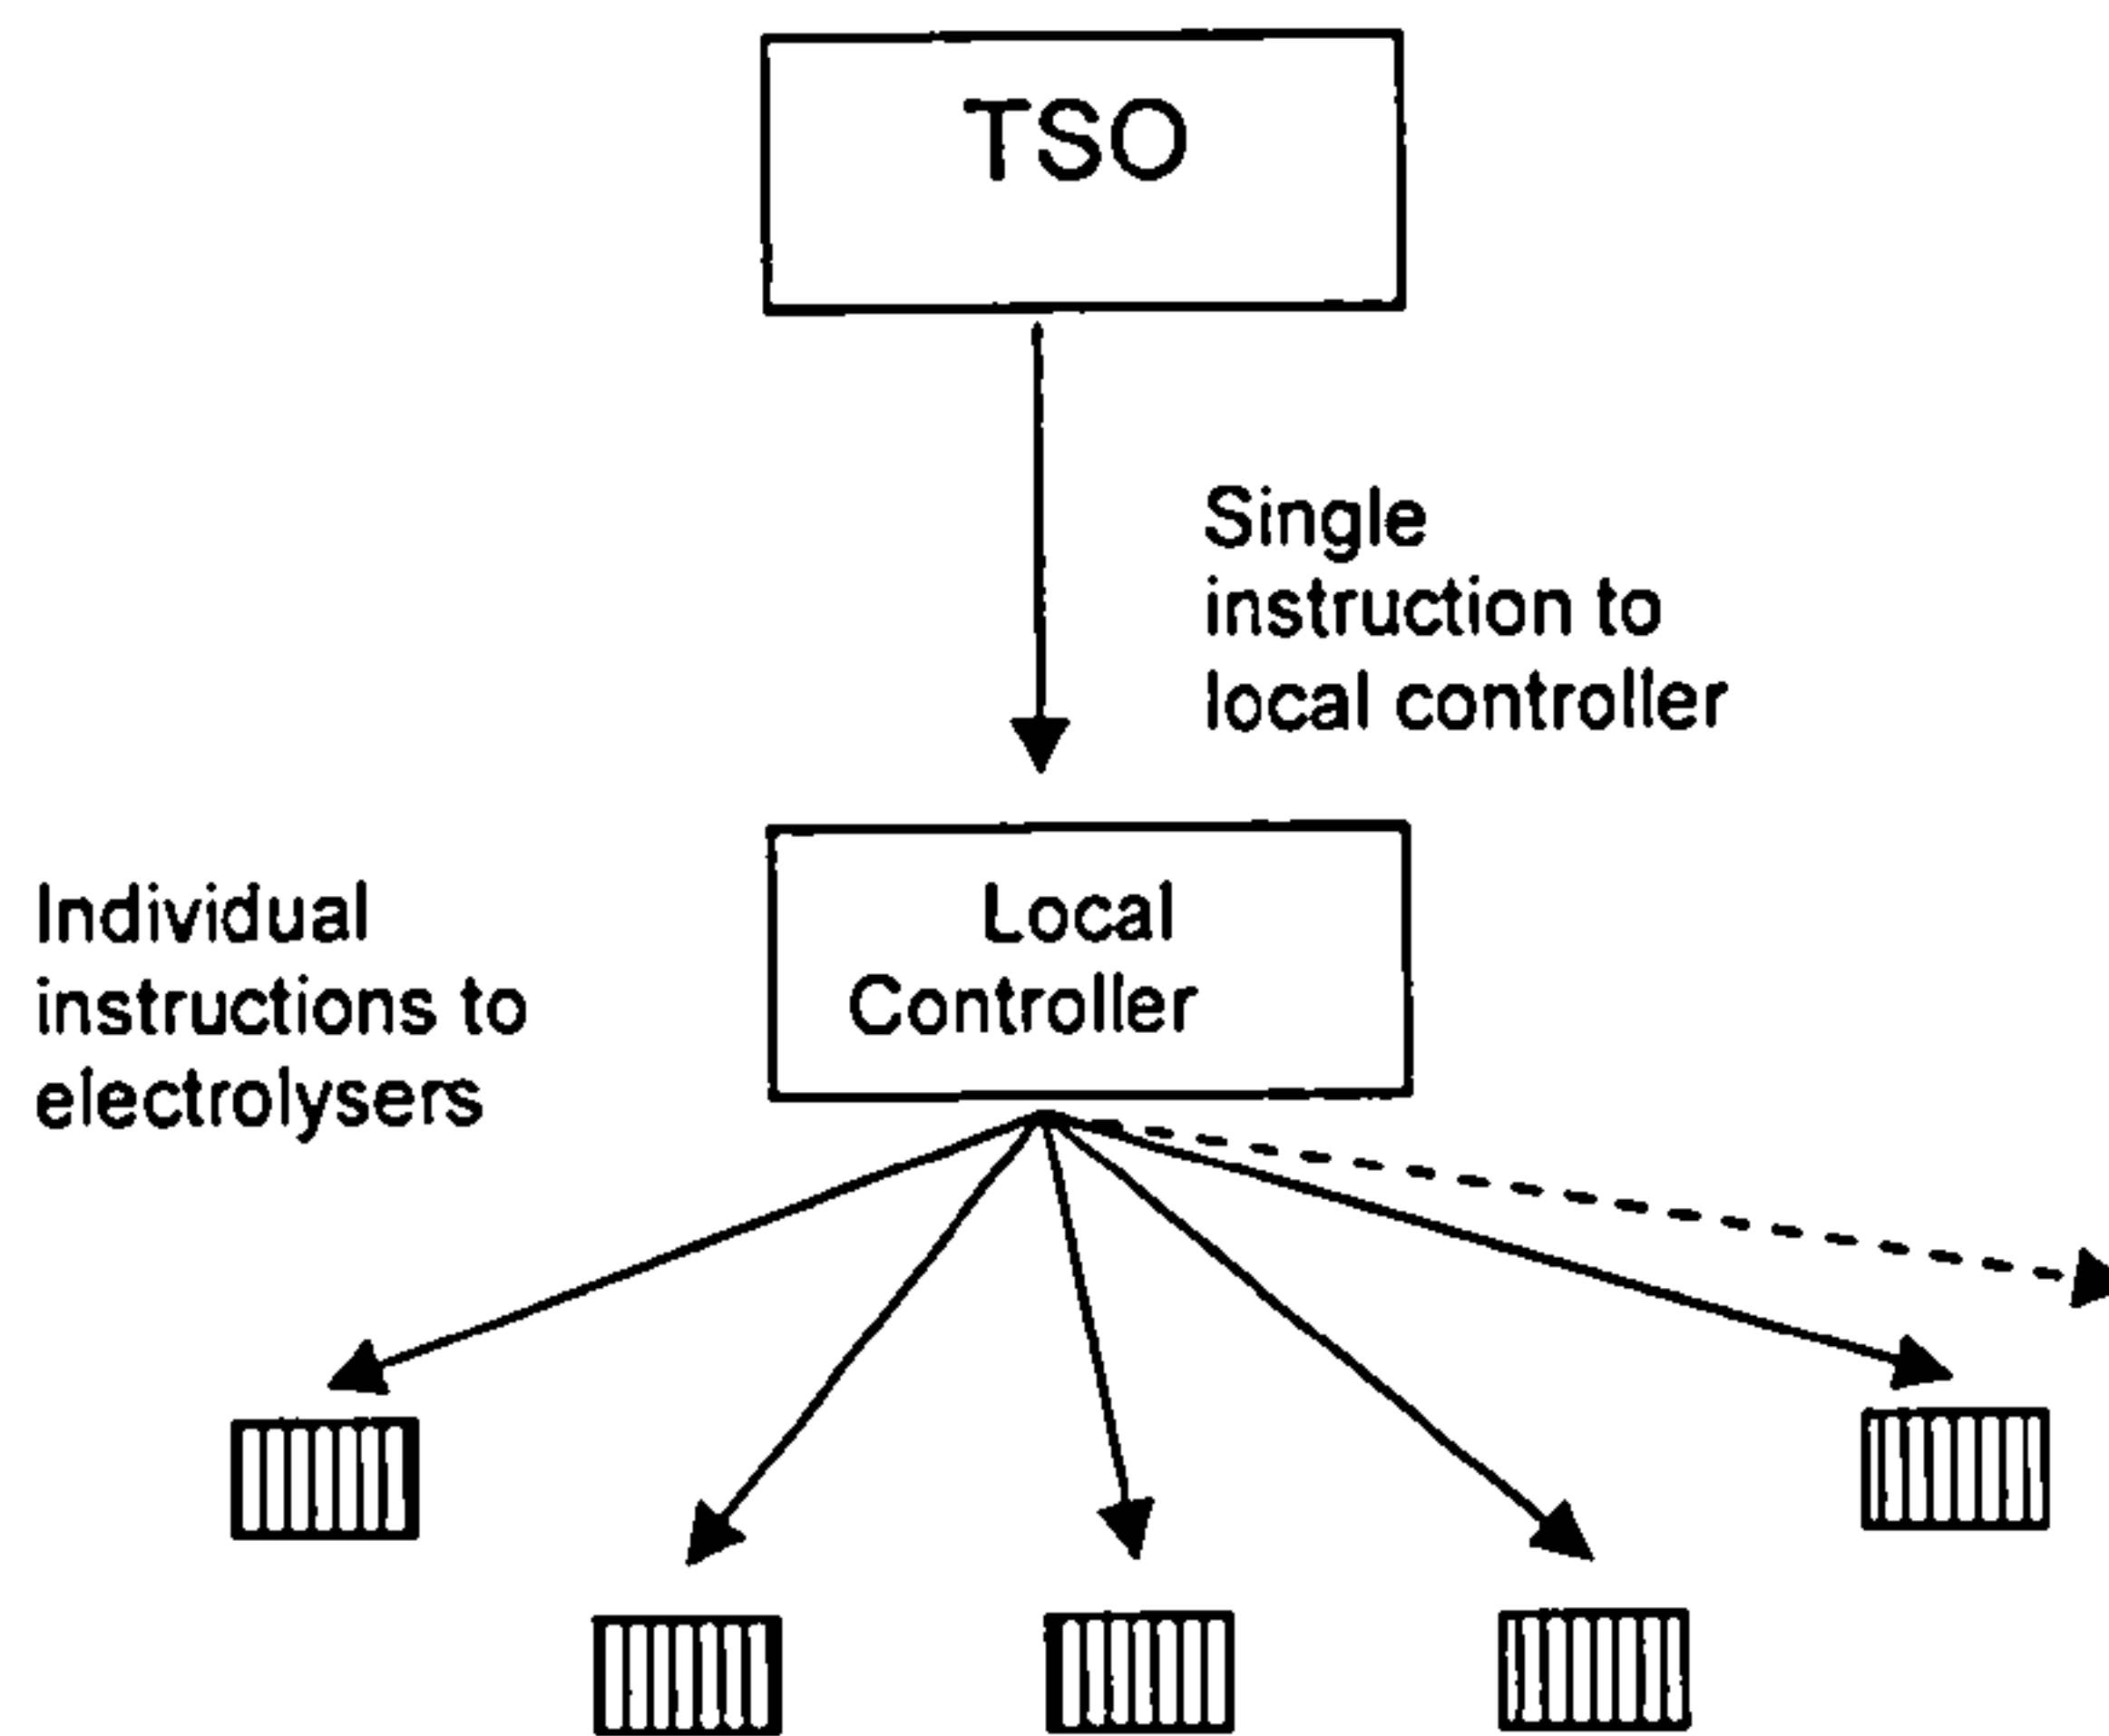 TSO
Single
instruction to
local controller
Individual
instructions to
electrolysers
Local
Controller